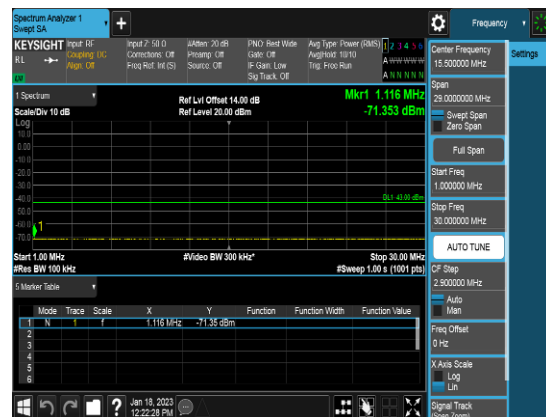 Spectrum Analyzer 1
Swept SA
+
Frequency
KEYSIGHT
RL
Input: RF
Coupling: DC
Align: Off
Input Z: 50 Ω
Corrections: Off
Freq Ref: Int (S)
#Atten: 20 dB
Preamp: Off
Source: Off
PNO: Best Wide
Gate: Off
IF Gain: Low
Sig Track: Off
Avg Type: Power (RMS)
Avg|Hold: 10/10
Trig: Free Run
1 2 3 4 5 6
A W W W W W
A N N N N N
1 Spectrum
Scale/Div 10 dB
Log
Ref Lvl Offset 14.00 dB
Ref Level 20.00 dBm
Mkr1 1.116 MHz
-71.353 dBm
10.0
0.00
-10.0
-20.0
-30.0
-40.0
-50.0
-60.0
-70.0
DL1 -43.00 dBm
1
Start 1.00 MHz
#Res BW 100 kHz
#Video BW 300 kHz*
Stop 30.00 MHz
#Sweep 1.00 s (1001 pts)
5 Marker Table
Mode Trace Scale X Y Function Function Width Function Value
1 N 1 f 1.116 MHz -71.35 dBm
2
3
4
5
6
Jan 18, 2023
12:22:28 PM
Center Frequency
15.500000 MHz
Span
29.0000000 MHz
Swept Span
Zero Span
Full Span
Start Freq
1.000000 MHz
Stop Freq
30.000000 MHz
AUTO TUNE
CF Step
2.900000 MHz
Auto
Man
Freq Offset
0 Hz
X Axis Scale
Log
Lin
Signal Track
(Span Zoom)
Settings